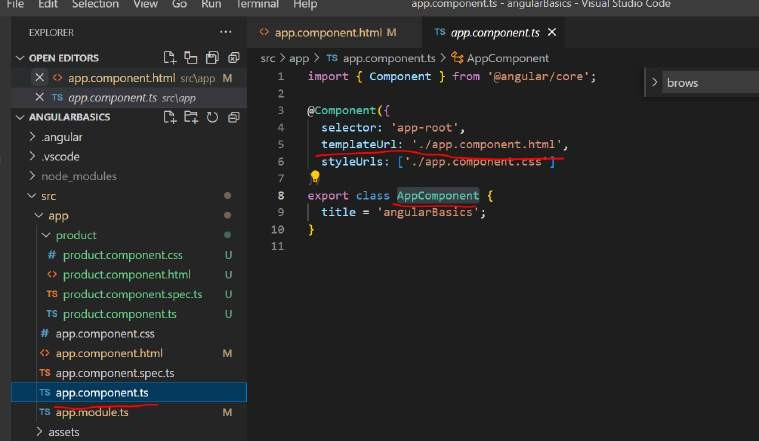 File Edit Selection View Go Run Terminal Help app.component.ts - angularBasics - Visual Studio Code
EXPLORER ...
OPEN EDITORS
app.component.html src\app M
TS app.component.ts src\app
ANGULARBASICS
.angular
.vscode
node_modules
src
app
product
# product.component.css U
<> product.component.html U
TS product.component.spec.ts U
TS product.component.ts U
# app.component.css
<> app.component.html M
TS app.component.spec.ts
TS app.component.ts
TS app.module.ts M
assets
<> app.component.html M
TS app.component.ts
src > app > TS app.component.ts > AppComponent
1 import { Component } from '@angular/core';
2
3 @Component({
4 selector: 'app-root',
5 templateUrl: './app.component.html',
6 styleUrls: ['./app.component.css']
7
8 export class AppComponent {
9 title = 'angularBasics';
10 }
11
brows